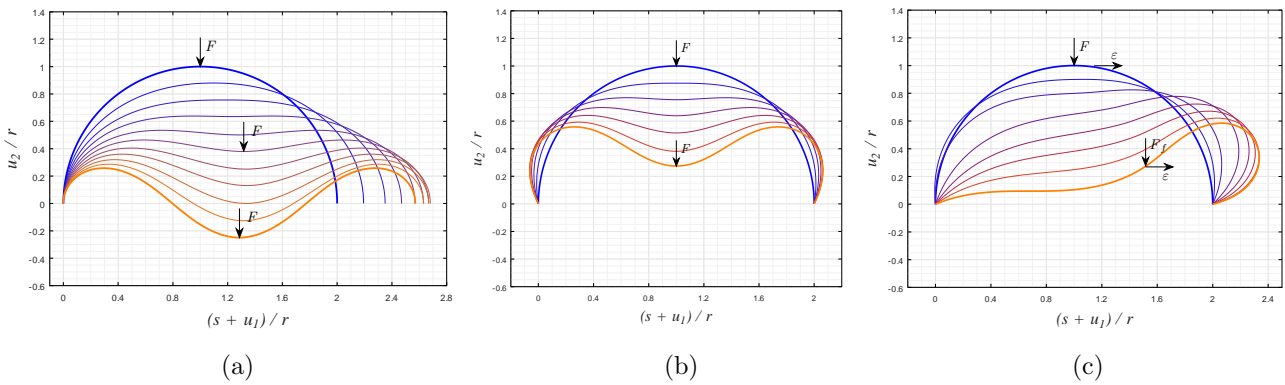 1.4
1.2
1
0.8
0.6
0.4
0.2
0
-0.2
-0.4
-0.6
u₂ / r
F
F
F
0 0.4 0.8 1.2 1.6 2 2.4 2.8
(s + u₁) / r
(a)
1.4
1.2
1
0.8
0.6
0.4
0.2
0
-0.2
-0.4
-0.6
u₂ / r
F
F
0 0.4 0.8 1.2 1.6 2
(s + u₁) / r
(b)
1.4
1.2
1
0.8
0.6
0.4
0.2
0
-0.2
-0.4
-0.6
u₂ / r
F
ε
F_f
ε
0 0.4 0.8 1.2 1.6 2 2.4
(s + u₁) / r
(c)